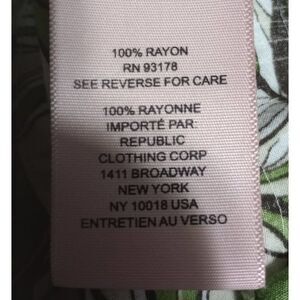 100% RAYON
RN 93178
SEE REVERSE FOR CARE
100% RAYONNE
IMPORTÉ PAR:
REPUBLIC
CLOTHING CORP
1411 BROADWAY
NEW YORK
NY 10018 USA
ENTRETIEN AU VERSO